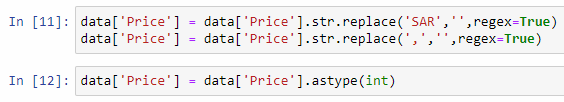 In [11]: data['Price'] = data['Price'].str.replace('SAR','',regex=True)
data['Price'] = data['Price'].str.replace(',','',regex=True)
In [12]: data['Price'] = data['Price'].astype(int)